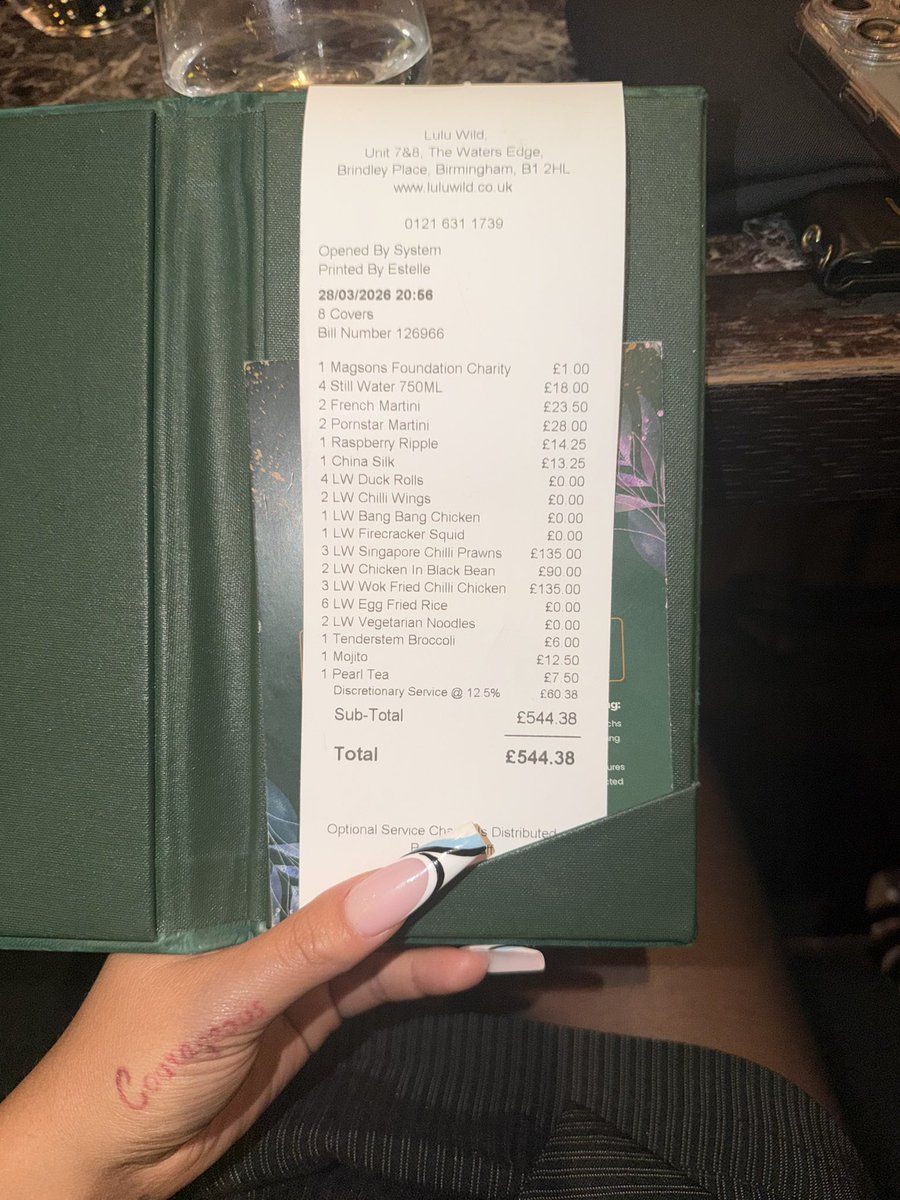 Lulu Wild,
Unit 7&8, The Waters Edge,
Brindley Place, Birmingham, B1 2HL
www.luluwild.co.uk
0121 631 1739
Opened By System
Printed By Estelle
28/03/2026 20:56
8 Covers
Bill Number 126966
1 Magsons Foundation Charity £1.00
4 Still Water 750ML £18.00
2 French Martini £23.50
2 Pornstar Martini £28.00
1 Raspberry Ripple £14.25
1 China Silk £13.25
4 LW Duck Rolls £0.00
2 LW Chilli Wings £0.00
1 LW Bang Bang Chicken £0.00
1 LW Firecracker Squid £0.00
3 LW Singapore Chilli Prawns £135.00
2 LW Chicken In Black Bean £90.00
3 LW Wok Fried Chilli Chicken £135.00
6 LW Egg Fried Rice £0.00
2 LW Vegetarian Noodles £0.00
1 Tenderstem Broccoli £6.00
1 Mojito £12.50
1 Pearl Tea £7.50
Discretionary Service @ 12.5% £60.38
Sub-Total £544.38
Total £544.38
Optional Service Distributed